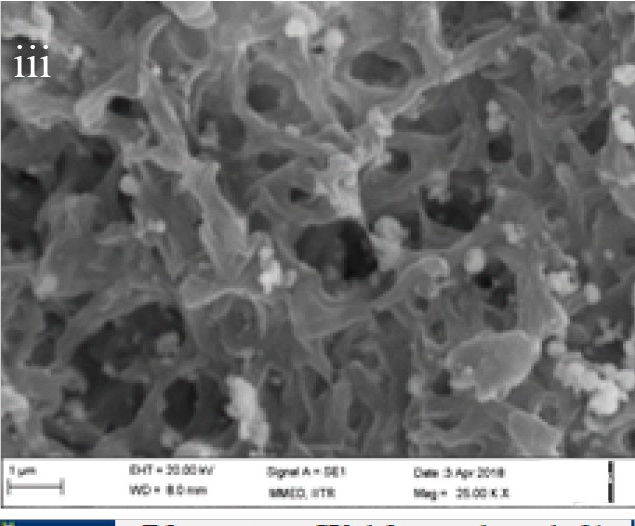 iii
1 µm
EHT = 20.00 kV
Signal A = SE1
Date :3 Apr 2018
WD = 8.0 mm
MMED, IITR
Mag = 25.00 K X